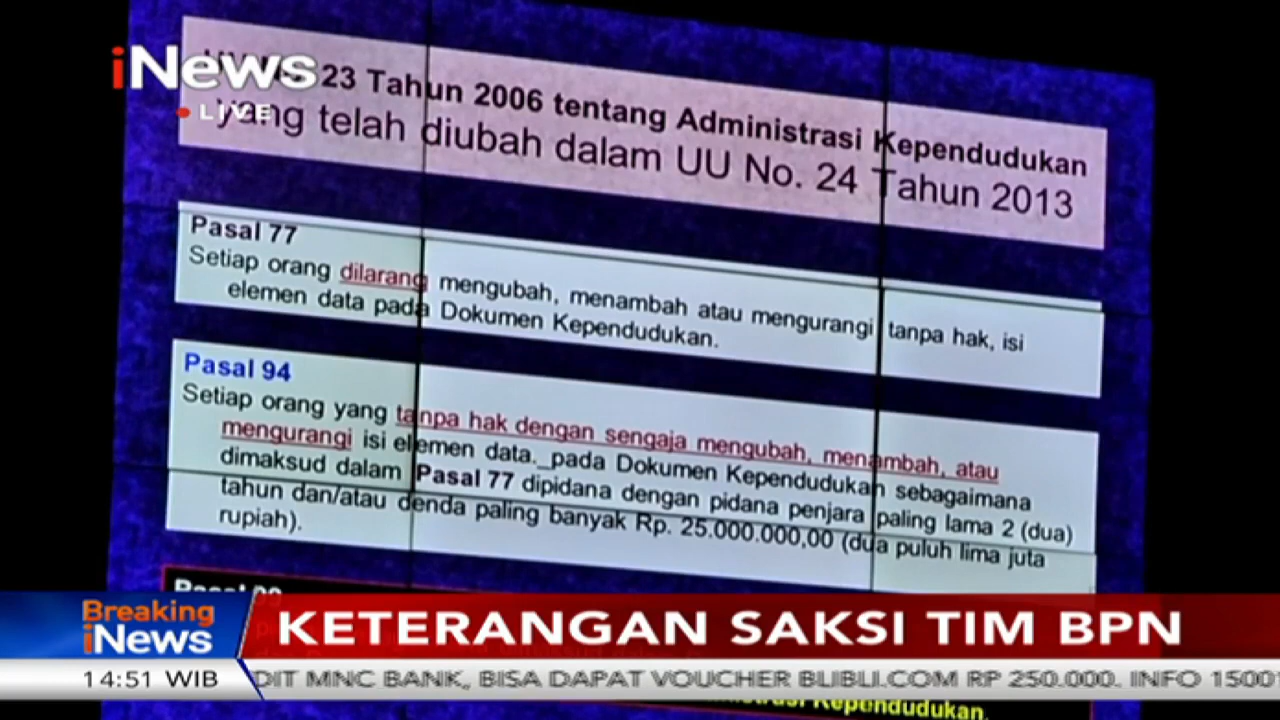 iNews
LIVE
23 Tahun 2006 tentang Administrasi Kependudukan
yang telah diubah dalam UU No. 24 Tahun 2013
Pasal 77
Setiap orang dilarang mengubah, menambah atau mengurangi tanpa hak, isi
elemen data pada Dokumen Kependudukan.
Pasal 94
Setiap orang yang tanpa hak dengan sengaja mengubah, menambah, atau
mengurangi isi elemen data._pada Dokumen Kependudukan sebagaimana
dimaksud dalam Pasal 77 dipidana dengan pidana penjara paling lama 2 (dua)
tahun dan/atau denda paling banyak Rp. 25.000.000,00 (dua puluh lima juta
rupiah).
Breaking
iNews
KETERANGAN SAKSI TIM BPN
14:51 WIB
DIT MNC BANK, BISA DAPAT VOUCHER BLIBLI.COM RP 250.000. INFO 1500
Kependudukan.